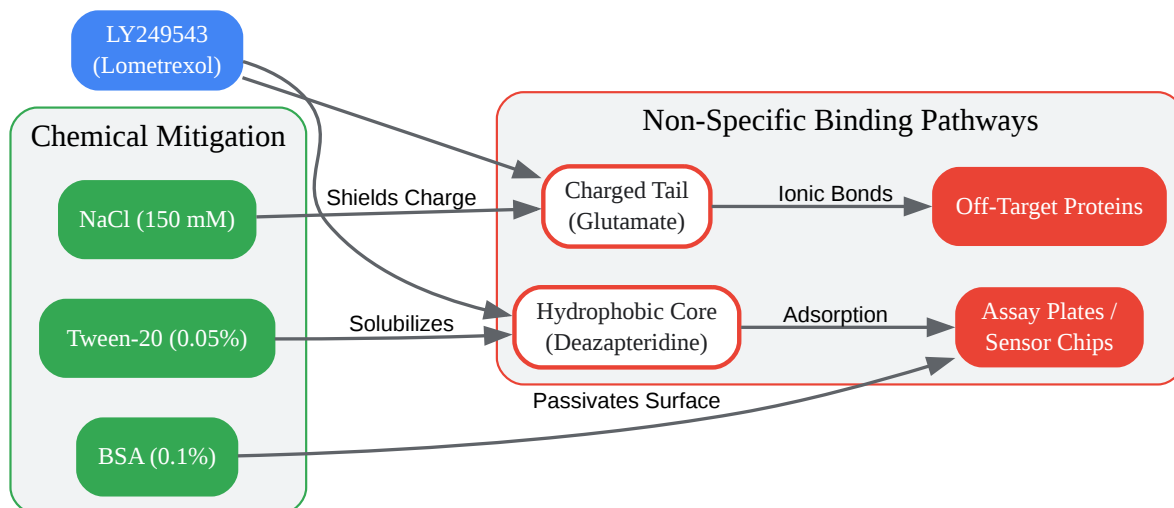 LY249543
(Lometrexol)
Chemical Mitigation
Non-Specific Binding Pathways
NaCl (150 mM)
Shields Charge
Charged Tail
(Glutamate)
Ionic Bonds
Off-Target Proteins
Tween-20 (0.05%)
Solubilizes
Hydrophobic Core
(Deazapteridine)
Adsorption
Assay Plates /
Sensor Chips
Passivates Surface
BSA (0.1%)